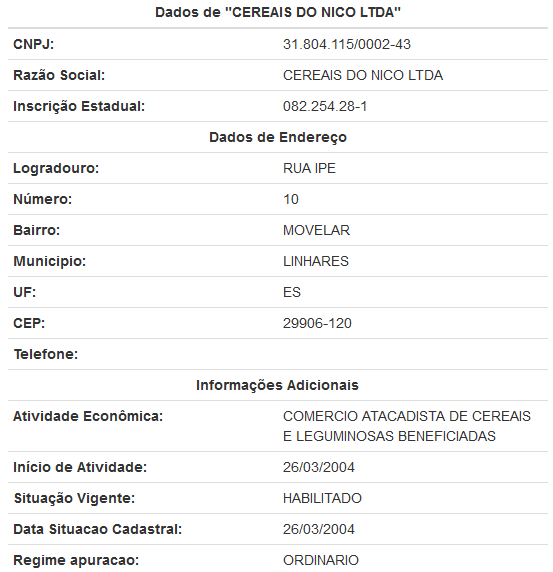 Dados de "CEREAIS DO NICO LTDA"
CNPJ: 31.804.115/0002-43
Razão Social: CEREAIS DO NICO LTDA
Inscrição Estadual: 082.254.28-1
Dados de Endereço
Logradouro: RUA IPE
Número: 10
Bairro: MOVELAR
Municipio: LINHARES
UF: ES
CEP: 29906-120
Telefone:
Informações Adicionais
Atividade Econômica: COMERCIO ATACADISTA DE CEREAIS
E LEGUMINOSAS BENEFICIADAS
Início de Atividade: 26/03/2004
Situação Vigente: HABILITADO
Data Situacao Cadastral: 26/03/2004
Regime apuracao: ORDINARIO